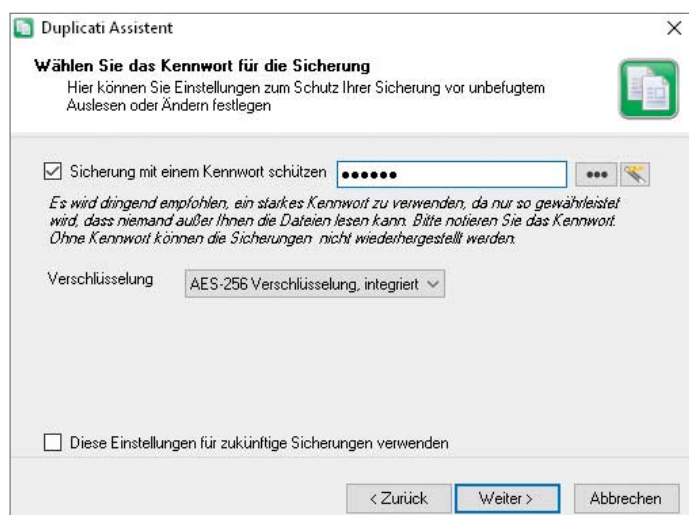 Duplicati Assistent
Wählen Sie das Kennwort für die Sicherung
Hier können Sie Einstellungen zum Schutz Ihrer Sicherung vor unbefugtem
Auslesen oder Ändern festlegen
Sicherung mit einem Kennwort schützen ●●●●●● •••
Es wird dringend empfohlen, ein starkes Kennwort zu verwenden, da nur so gewährleistet
wird, dass niemand außer Ihnen die Dateien lesen kann. Bitte notieren Sie das Kennwort.
Ohne Kennwort können die Sicherungen nicht wiederhergestellt werden.
Verschlüsselung AES-256 Verschlüsselung, integriert
Diese Einstellungen für zukünftige Sicherungen verwenden
< Zurück Weiter > Abbrechen